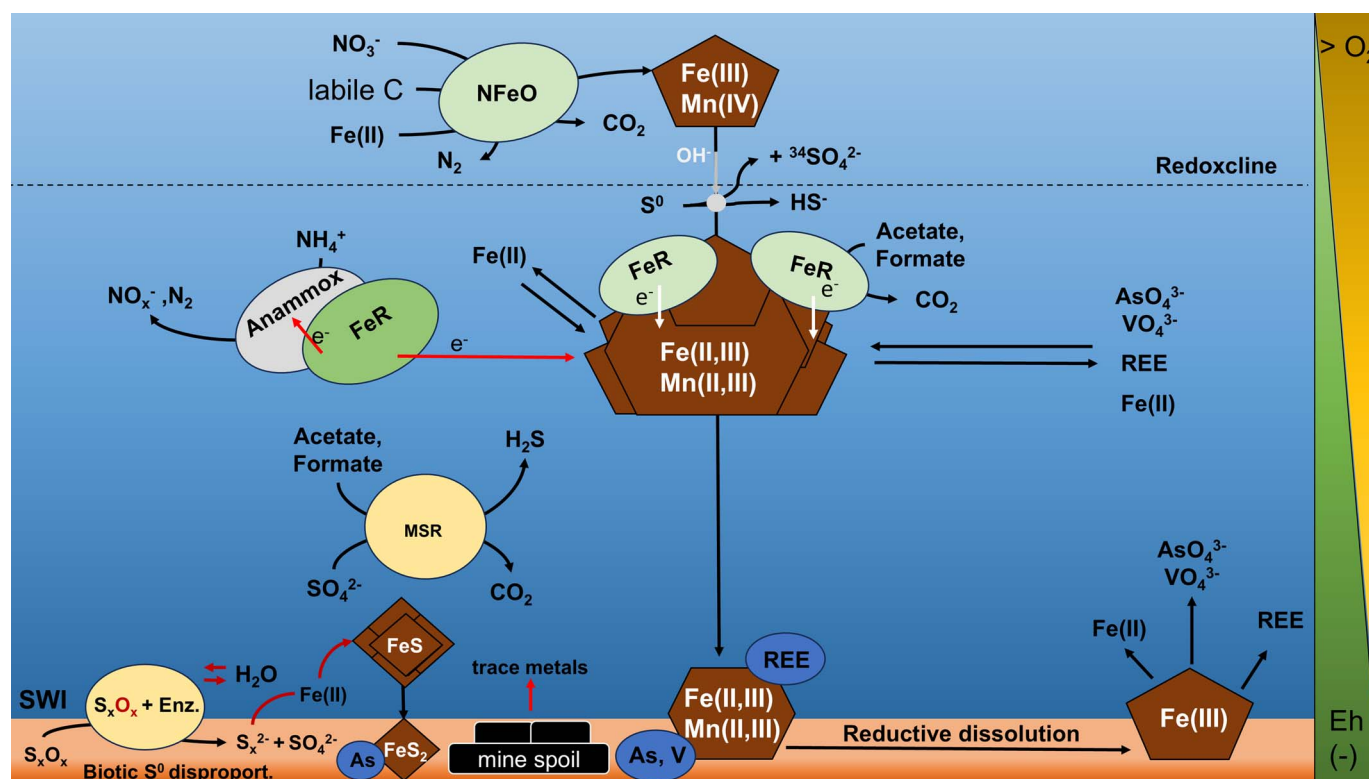 > O₂
NO₃⁻
labile C
Fe(II)
NFeO
N₂
CO₂
Fe(III)
Mn(IV)
OH⁻
+ ³⁴SO₄²⁻
Redoxcline
S⁰
HS⁻
NH₄⁺
NOₓ⁻ ,N₂
Anammox
e⁻
FeR
e⁻
Fe(II)
FeR
e⁻
FeR
e⁻
Acetate,
Formate
CO₂
Fe(II,III)
Mn(II,III)
AsO₄³⁻
VO₄³⁻
REE
Fe(II)
Acetate,
Formate
H₂S
MSR
SO₄²⁻
CO₂
FeS
H₂O
Fe(II)
SWI
SₓOₓ + Enz.
SₓOₓ
Sₓ²⁻ + SO₄²⁻
Biotic S⁰ disproport.
As
FeS₂
trace metals
mine spoil
REE
Fe(II,III)
Mn(II,III)
As, V
Reductive dissolution
AsO₄³⁻
VO₄³⁻
Fe(II)
REE
Fe(III)
Eh
(-)